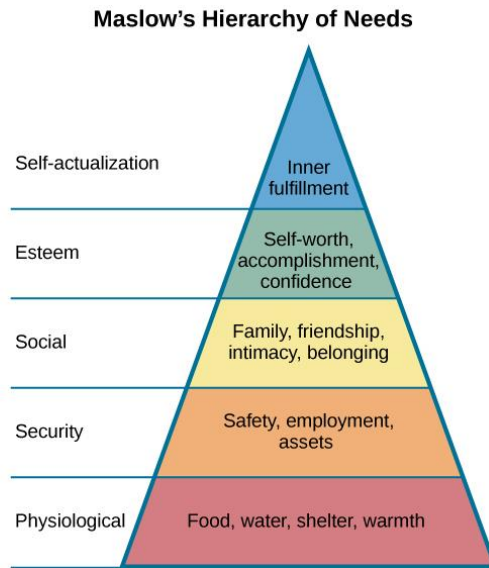 Maslow’s Hierarchy of Needs
Self-actualization
Inner
fulfillment
Esteem
Self-worth,
accomplishment,
confidence
Social
Family, friendship,
intimacy, belonging
Security
Safety, employment,
assets
Physiological
Food, water, shelter, warmth